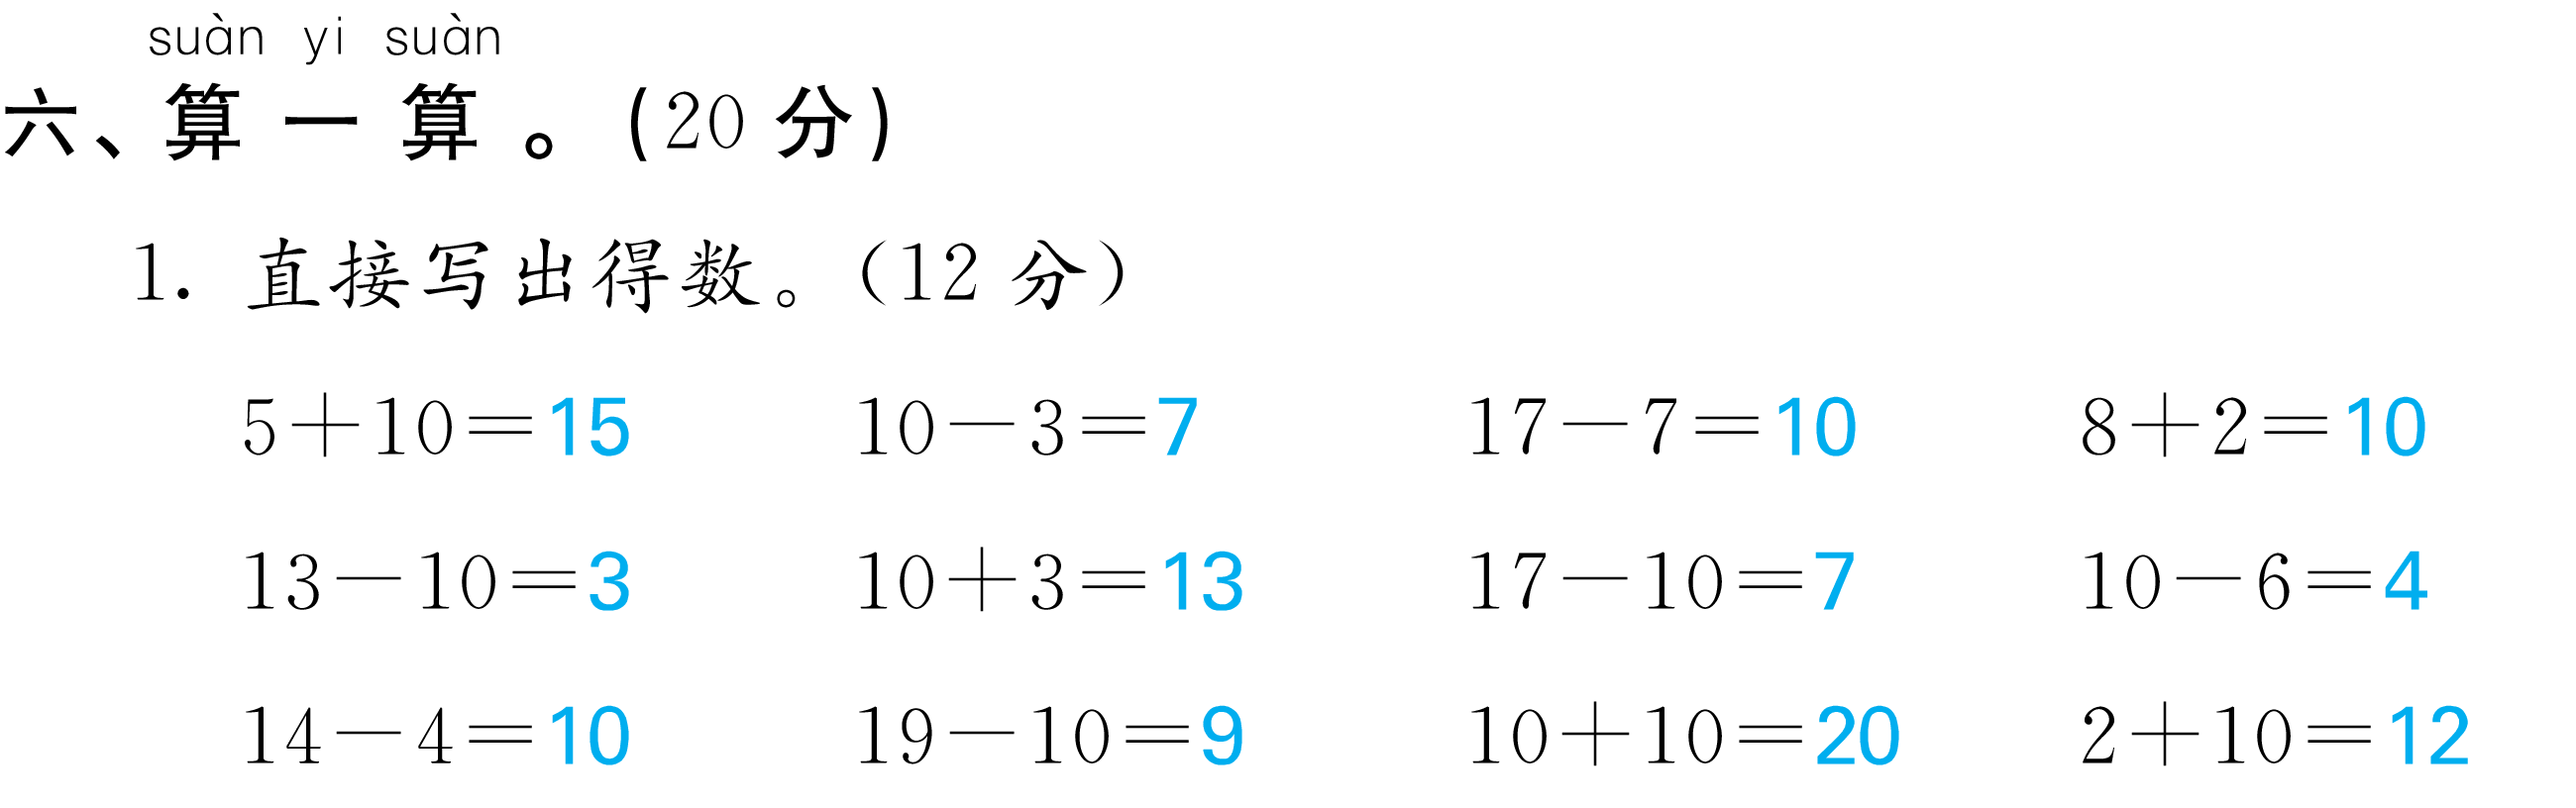 suàn yi suàn
六、算一算。(20分)
1. 直接写出得数。(12分)
5+10=15 10-3=7 17-7=10 8+2=10
13-10=3 10+3=13 17-10=7 10-6=4
14-4=10 19-10=9 10+10=20 2+10=12